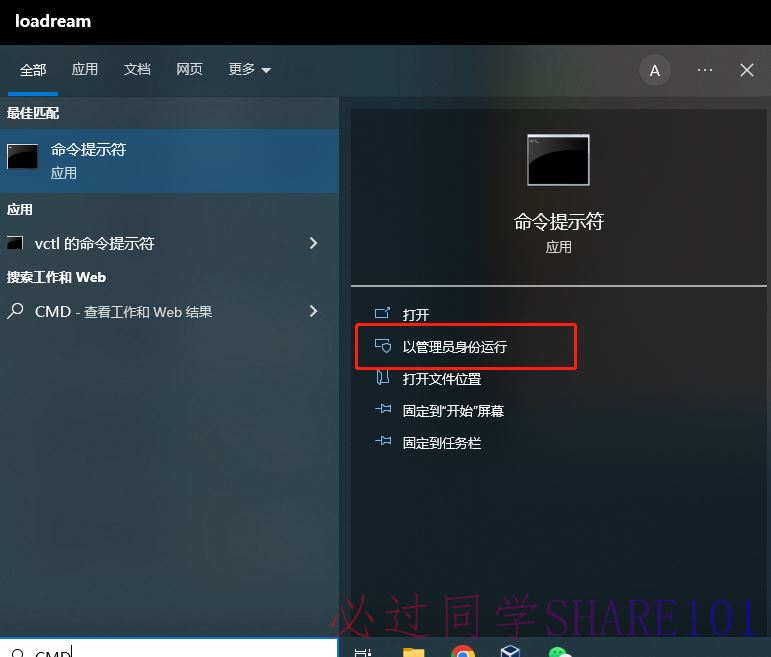 loadream
全部 应用 文档 网页 更多
A
最佳匹配
命令提示符
应用
应用
vctl 的命令提示符
搜索工作和 Web
CMD - 查看工作和 Web 结果
命令提示符
应用
打开
以管理员身份运行
打开文件位置
固定到“开始”屏幕
固定到任务栏
必过同学SHARE101
CMD